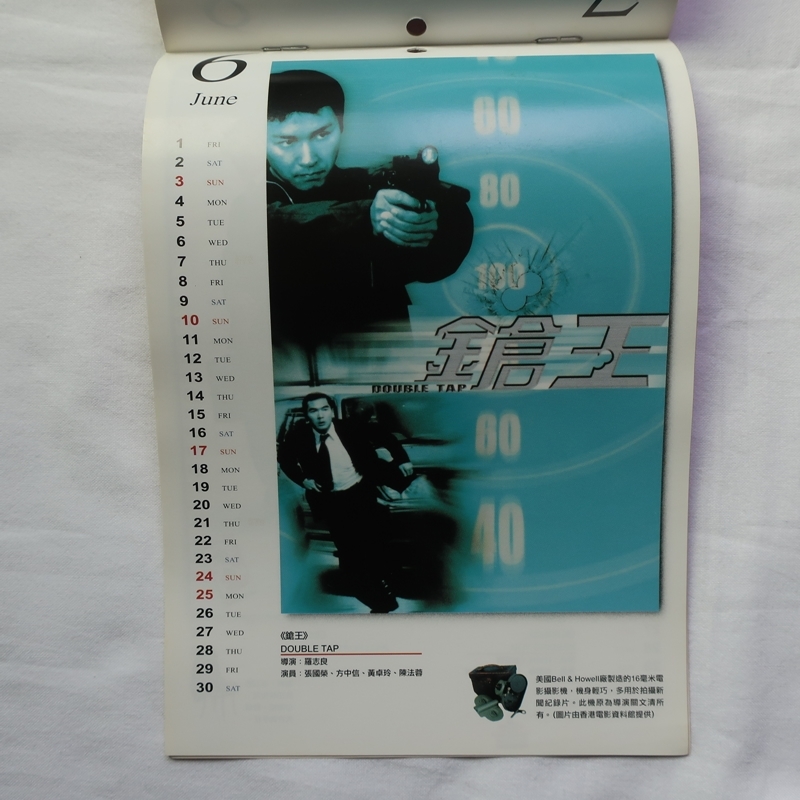 6
June
1 FRI
2 SAT
3 SUN
4 MON
5 TUE
6 WED
7 THU
8 FRI
9 SAT
10 SUN
11 MON
12 TUE
13 WED
14 THU
15 FRI
16 SAT
17 SUN
18 MON
19 TUE
20 WED
21 THU
22 FRI
23 SAT
24 SUN
25 MON
26 TUE
27 WED
28 THU
29 FRI
30 SAT
60
80
100
鎗王
DOUBLE TAP
60
40
《鎗王》
DOUBLE TAP
導演：羅志良
演員：張國榮、方中信、黃卓玲、陳法蓉
美國Bell & Howell廠製造的16毫米電
影攝影機，機身輕巧，多用於拍攝新
聞記錄片。此機原為導演關文清所
有。(圖片由香港電影資料館提供)